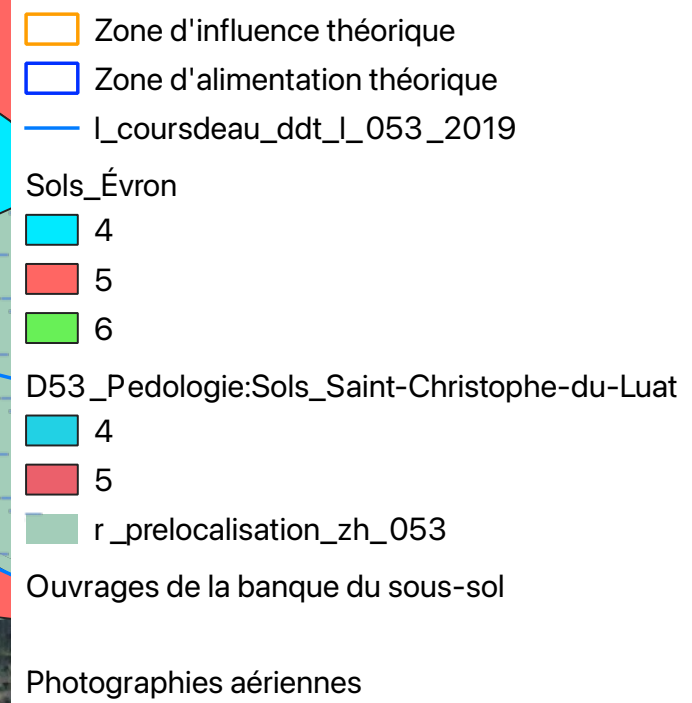 Zone d'influence théorique
Zone d'alimentation théorique
l_coursdeau_ddt_l_053_2019
Sols_Évron
4
5
6
D53_Pedologie:Sols_Saint-Christophe-du-Luat
4
5
r_prelocalisation_zh_053
Ouvrages de la banque du sous-sol
Photographies aériennes